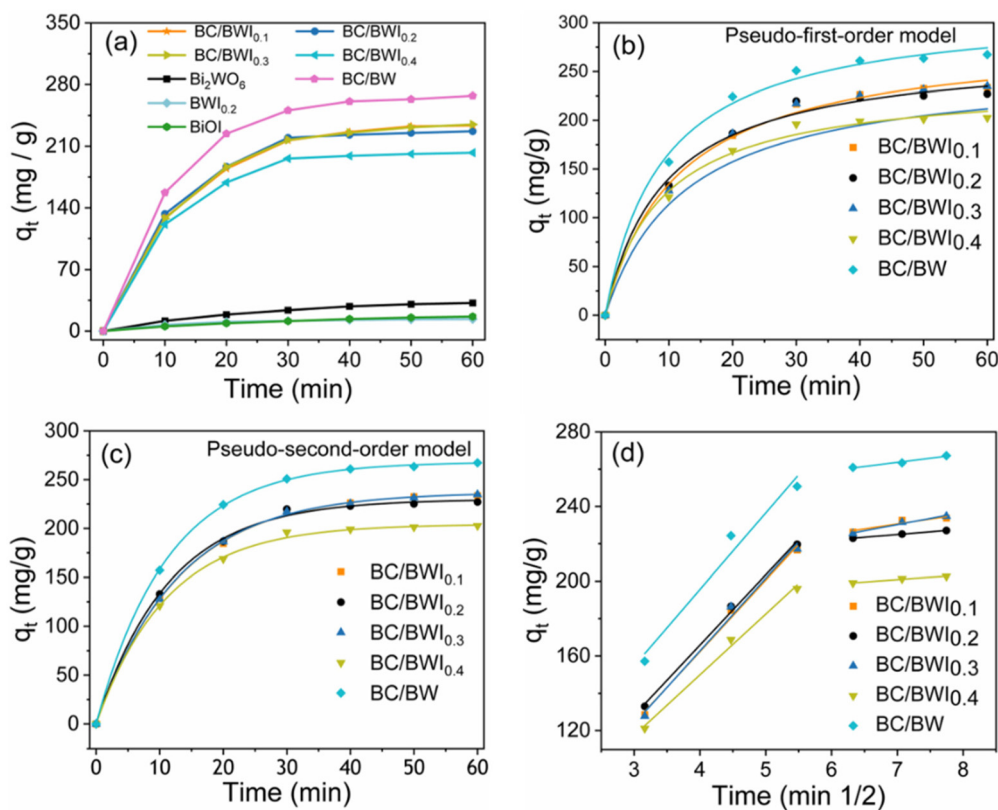 (a)
BC/BWI0.1
BC/BWI0.2
BC/BWI0.3
BC/BWI0.4
Bi2WO6
BC/BW
BWI0.2
BiOI
350
280
210
140
70
0
qt (mg / g)
0 10 20 30 40 50 60
Time (min)
(b)
Pseudo-first-order model
300
250
200
150
100
50
0
qt (mg/g)
BC/BWI0.1
BC/BWI0.2
BC/BWI0.3
BC/BWI0.4
BC/BW
0 10 20 30 40 50 60
Time (min)
(c)
Pseudo-second-order model
300
250
200
150
100
50
0
qt (mg/g)
BC/BWI0.1
BC/BWI0.2
BC/BWI0.3
BC/BWI0.4
BC/BW
0 10 20 30 40 50 60
Time (min)
(d)
280
240
200
160
120
qt (mg/g)
BC/BWI0.1
BC/BWI0.2
BC/BWI0.3
BC/BWI0.4
BC/BW
3 4 5 6 7 8
Time (min 1/2)